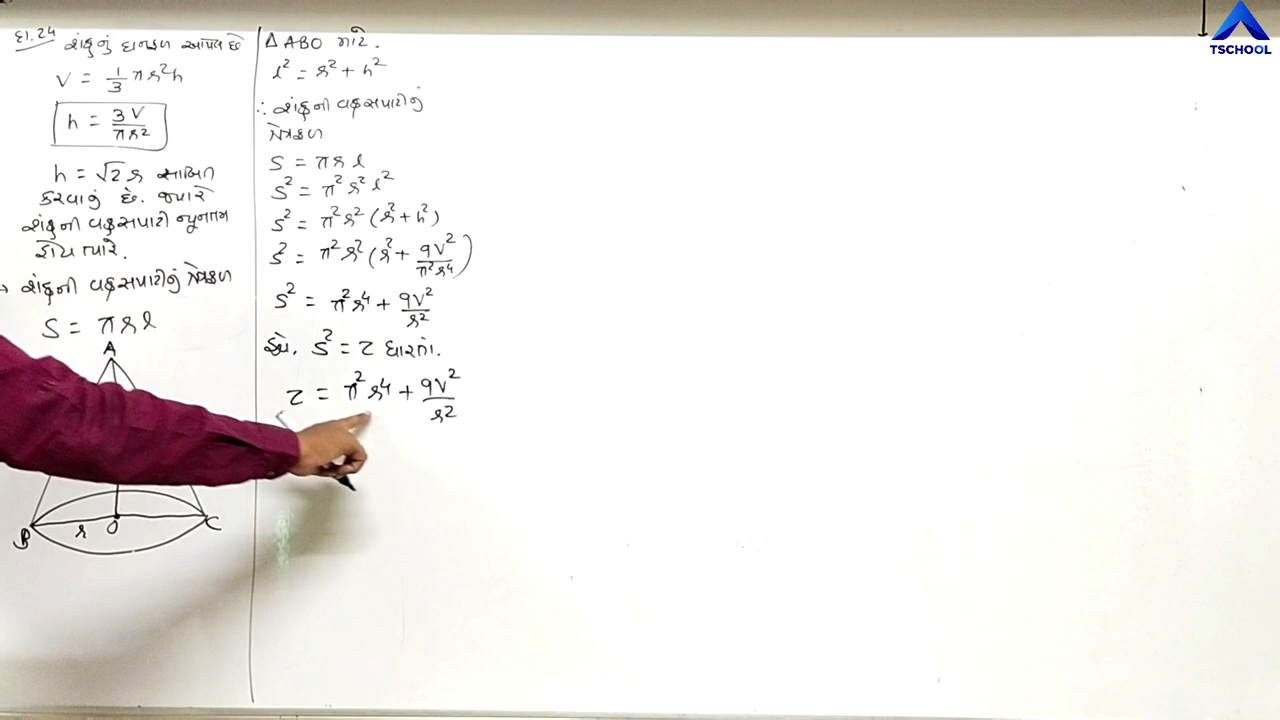 દા.24 શંકુનું ઘનફળ આપેલ છે
V = 1/3 πr²h
h = 3V/πr²
h = √2 r સાબિત
કરવાનું છે. જ્યારે
શંકુની વક્રસપાટી ન્યૂનતમ
હોય ત્યારે.
→ શંકુની વક્રસપાટીનું ક્ષેત્રફળ
S = πrl
A
B r O C
△ABO માટે.
l² = r² + h²
∴ શંકુની વક્રસપાટીનું
ક્ષેત્રફળ
S = πrl
S² = π²r²l²
S² = π²r²(r² + h²)
S² = π²r²(r² + 9V²/π²r⁴)
S² = π²r⁴ + 9V²/r²
હવે. S² = z ધારતાં.
z = π²r⁴ + 9V²/r²
TSCHOOL